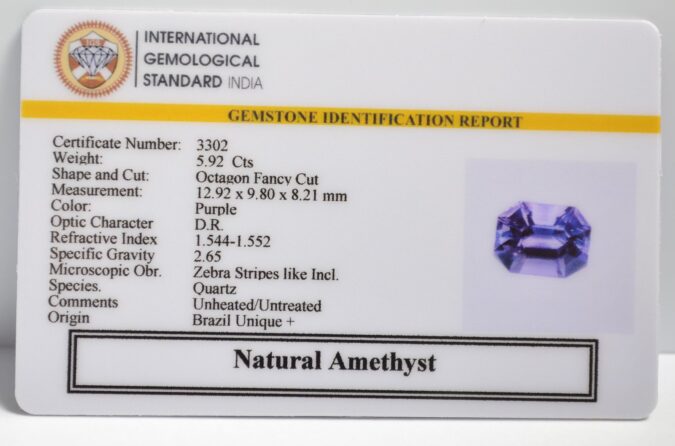 INTERNATIONAL
GEMOLOGICAL
STANDARD INDIA
GEMSTONE IDENTIFICATION REPORT
Certificate Number: 3302
Weight: 5.92 Cts
Shape and Cut: Octagon Fancy Cut
Measurement: 12.92 x 9.80 x 8.21 mm
Color: Purple
Optic Character D.R.
Refractive Index 1.544-1.552
Specific Gravity 2.65
Microscopic Obr. Zebra Stripes like Incl.
Species. Quartz
Comments Unheated/Untreated
Origin Brazil Unique +
Natural Amethyst